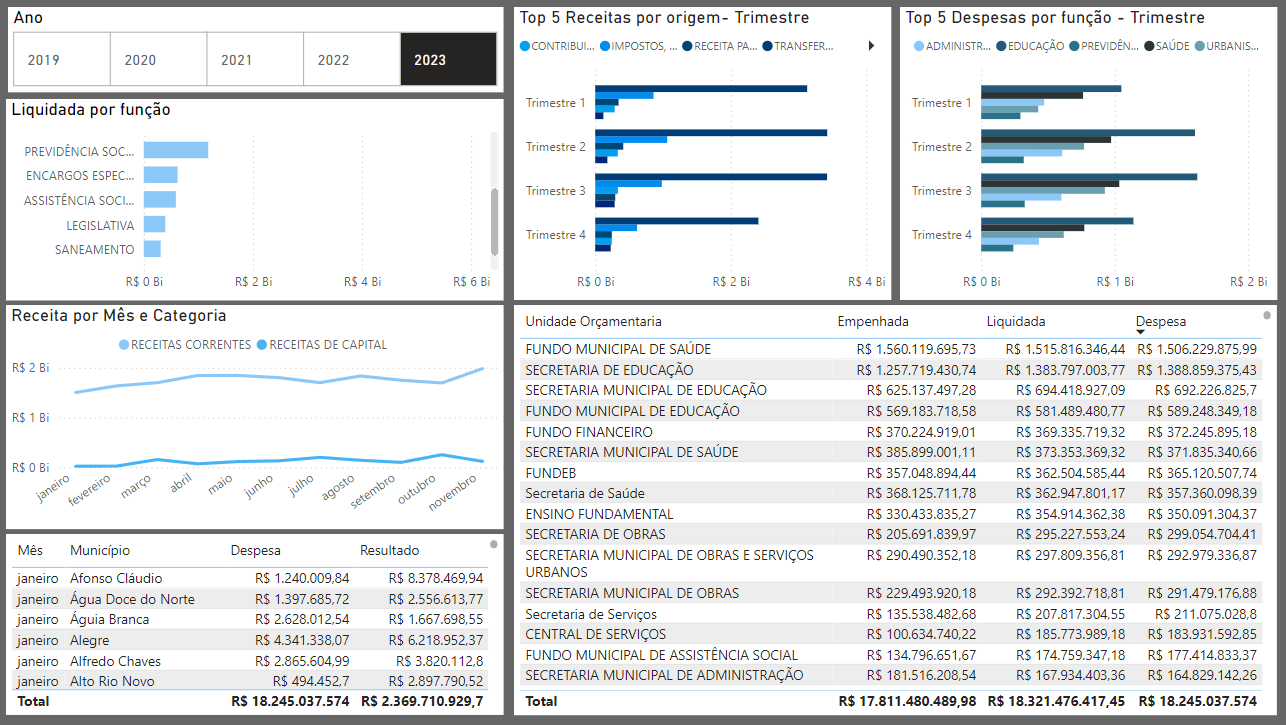 Ano
2019 2020 2021 2022 2023
Liquidada por função
PREVIDÊNCIA SOC...
ENCARGOS ESPEC...
ASSISTÊNCIA SOCI...
LEGISLATIVA
SANEAMENTO
R$ 0 Bi R$ 2 Bi R$ 4 Bi R$ 6 Bi
Top 5 Receitas por origem- Trimestre
CONTRIBUI... IMPOSTOS, ... RECEITA PA... TRANSFER...
Trimestre 1
Trimestre 2
Trimestre 3
Trimestre 4
R$ 0 Bi R$ 2 Bi R$ 4 Bi
Top 5 Despesas por função - Trimestre
ADMINISTR... EDUCAÇÃO PREVIDÊN... SAÚDE URBANIS...
Trimestre 1
Trimestre 2
Trimestre 3
Trimestre 4
R$ 0 Bi R$ 1 Bi R$ 2 Bi
Receita por Mês e Categoria
RECEITAS CORRENTES RECEITAS DE CAPITAL
R$ 2 Bi
R$ 1 Bi
R$ 0 Bi
janeiro fevereiro março abril maio junho julho agosto setembro outubro novembro
Mês Município Despesa Resultado
janeiro Afonso Cláudio R$ 1.240.009,84 R$ 8.378.469,94
janeiro Água Doce do Norte R$ 1.397.685,72 R$ 2.556.613,77
janeiro Águia Branca R$ 2.628.012,54 R$ 1.667.698,55
janeiro Alegre R$ 4.341.338,07 R$ 6.218.952,37
janeiro Alfredo Chaves R$ 2.865.604,99 R$ 3.820.112,8
janeiro Alto Rio Novo R$ 494.452,7 R$ 2.897.790,52
Total R$ 18.245.037.574 R$ 2.369.710.929,7
Unidade Orçamentaria Empenhada Liquidada Despesa
FUNDO MUNICIPAL DE SAÚDE R$ 1.560.119.695,73 R$ 1.515.816.346,44 R$ 1.506.229.875,99
SECRETARIA DE EDUCAÇÃO R$ 1.257.719.430,74 R$ 1.383.797.003,77 R$ 1.388.859.375,43
SECRETARIA MUNICIPAL DE EDUCAÇÃO R$ 625.137.497,28 R$ 694.418.927,09 R$ 692.226.825,7
FUNDO MUNICIPAL DE EDUCAÇÃO R$ 569.183.718,58 R$ 581.489.480,77 R$ 589.248.349,18
FUNDO FINANCEIRO R$ 370.224.919,01 R$ 369.335.719,32 R$ 372.245.895,18
SECRETARIA MUNICIPAL DE SAÚDE R$ 385.899.001,11 R$ 373.353.369,32 R$ 371.835.340,66
FUNDEB R$ 357.048.894,44 R$ 362.504.585,44 R$ 365.120.507,74
Secretaria de Saúde R$ 368.125.711,78 R$ 362.947.801,17 R$ 357.360.098,39
ENSINO FUNDAMENTAL R$ 330.433.835,27 R$ 354.914.362,38 R$ 350.091.304,37
SECRETARIA DE OBRAS R$ 205.691.839,97 R$ 295.227.553,24 R$ 299.054.704,41
SECRETARIA MUNICIPAL DE OBRAS E SERVIÇOS R$ 290.490.352,18 R$ 297.809.356,81 R$ 292.979.336,87
URBANOS
SECRETARIA MUNICIPAL DE OBRAS R$ 229.493.920,18 R$ 292.392.718,81 R$ 291.479.176,88
Secretaria de Serviços R$ 135.538.482,68 R$ 207.817.304,55 R$ 211.075.028,8
CENTRAL DE SERVIÇOS R$ 100.634.740,22 R$ 185.773.989,18 R$ 183.931.592,85
FUNDO MUNICIPAL DE ASSISTÊNCIA SOCIAL R$ 134.796.651,67 R$ 174.759.347,18 R$ 177.414.833,37
SECRETARIA MUNICIPAL DE ADMINISTRAÇÃO R$ 181.516.208,54 R$ 167.934.403,36 R$ 164.829.142,26
Total R$ 17.811.480.489,98 R$ 18.321.476.417,45 R$ 18.245.037.574